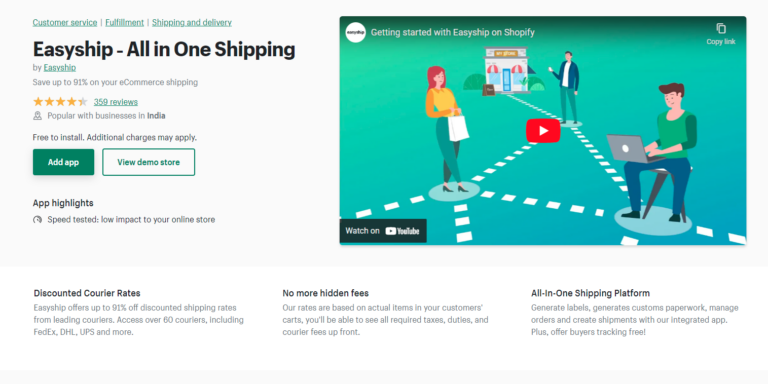 Customer service | Fulfillment | Shipping and delivery
Easyship - All in One Shipping
by Easyship
Save up to 91% on your eCommerce shipping
359 reviews
Popular with businesses in India
Free to install. Additional charges may apply.
Add app
View demo store
App highlights
Speed tested: low impact to your online store
easyship
Getting started with Easyship on Shopify
Copy link
Watch on YouTube
Discounted Courier Rates
Easyship offers up to 91% off discounted shipping rates
from leading couriers. Access over 60 couriers, including
FedEx, DHL, UPS and more.
No more hidden fees
Our rates are based on actual items in your customers'
carts, you'll be able to see all required taxes, duties, and
courier fees up front.
All-In-One Shipping Platform
Generate labels, generates customs paperwork, manage
orders and create shipments with our integrated app.
Plus, offer buyers tracking free!